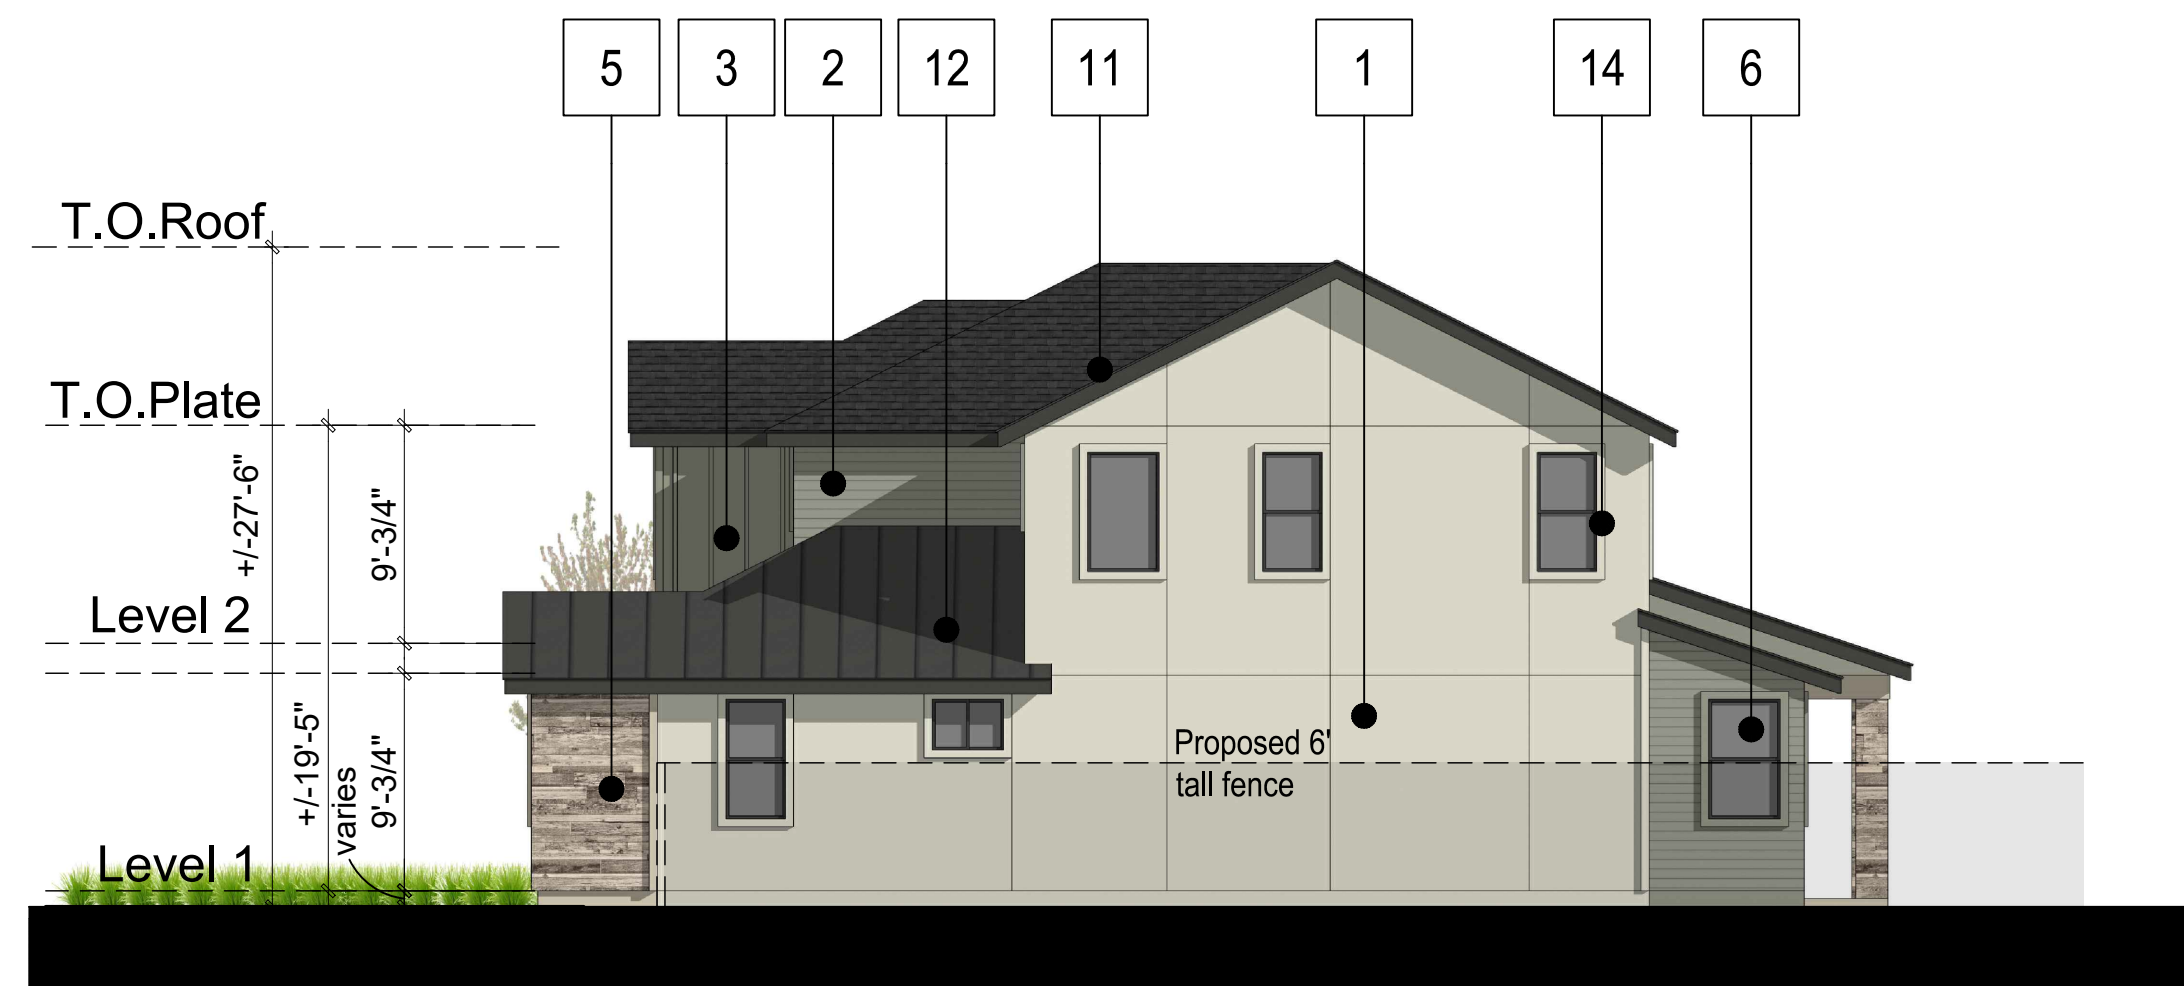 5 3 2 12 11 1 14 6
T.O.Roof
T.O.Plate
+/-27'-6"
9'-3/4"
Level 2
+/-19'-5"
varies
9'-3/4"
Proposed 6'
tall fence
Level 1